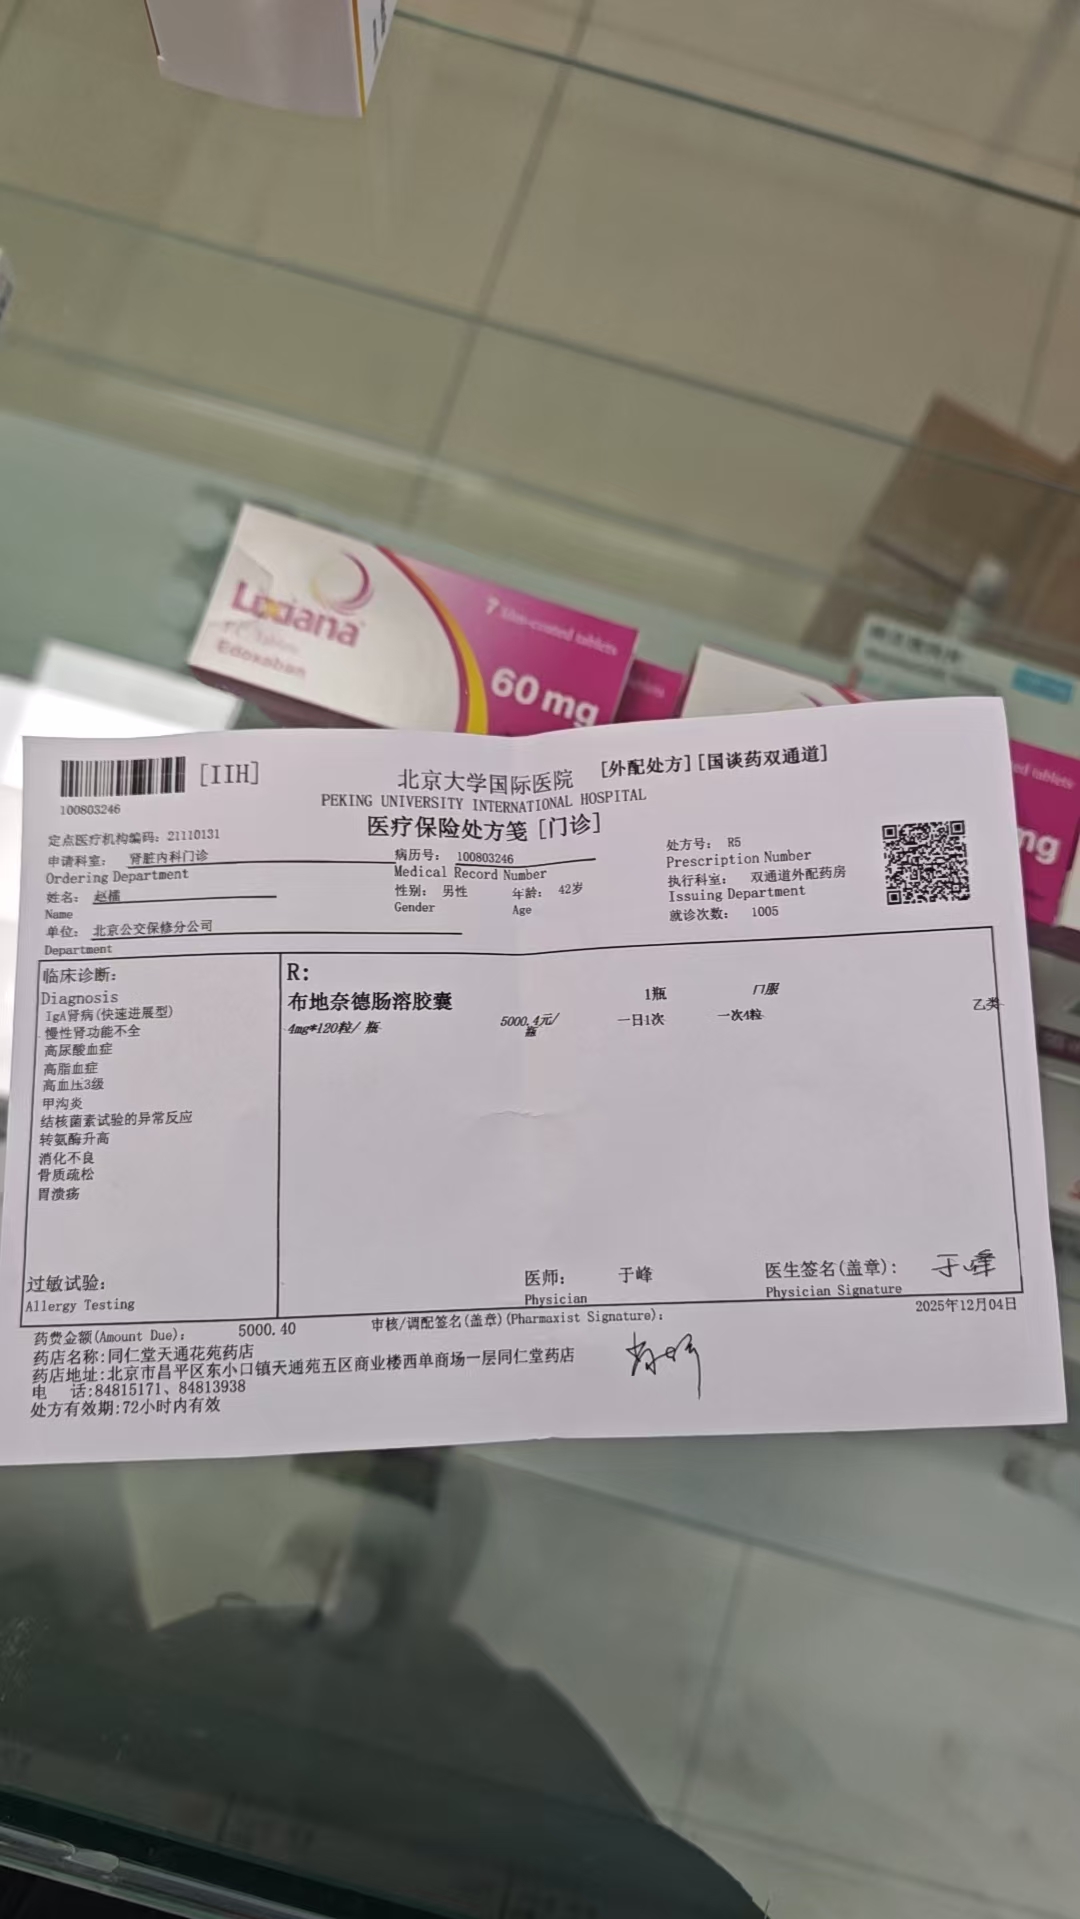 Lixiana
Edoxaban
7 film-coated tablets
60 mg
mg
100803246
[IIH]
北京大学国际医院
[外配处方][国谈药双通道]
PEKING UNIVERSITY INTERNATIONAL HOSPITAL
医疗保险处方笺[门诊]
定点医疗机构编码: 21110131
申请科室: 肾脏内科门诊
Ordering Department
病历号: 100803246
Medical Record Number
处方号: R5
Prescription Number
姓名: 赵檑
Name
性别: 男性
Gender
年龄: 42岁
Age
执行科室: 双通道外配药房
Issuing Department
就诊次数: 1005
单位: 北京公交保修分公司
Department
临床诊断:
Diagnosis
IgA肾病(快速进展型)
慢性肾功能不全
高尿酸血症
高脂血症
高血压3级
甲沟炎
结核菌素试验的异常反应
转氨酶升高
消化不良
骨质疏松
胃溃疡
过敏试验:
Allergy Testing
R:
布地奈德肠溶胶囊 1瓶 口服
4mg*120粒/ 瓶 5000.4元/瓶 一日1次 一次4粒 乙类
医师: 于峰
Physician
医生签名(盖章): 于峰
Physician Signature
2025年12月04日
药费金额(Amount Due): 5000.40
审核/调配签名(盖章)(Pharmaxist Signature):
药店名称:同仁堂天通花苑药店
药店地址:北京市昌平区东小口镇天通苑五区商业楼西单商场一层同仁堂药店
电 话:84815171、84813938
处方有效期:72小时内有效